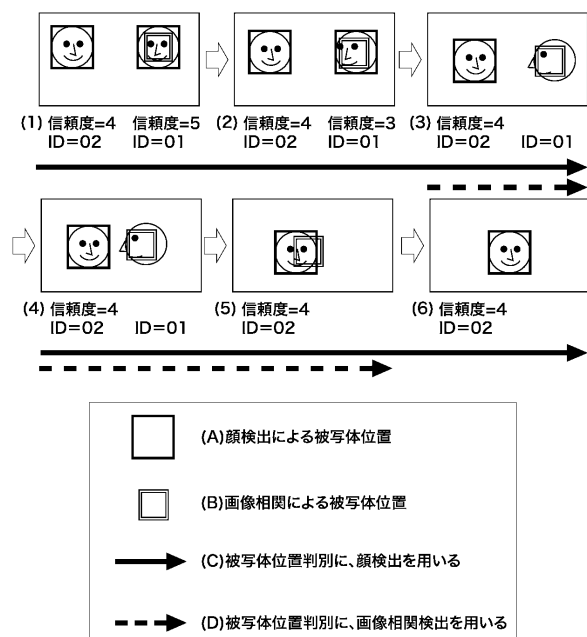 (1) 信頼度=4 信頼度=5
ID=02 ID=01
(2) 信頼度=4 信頼度=3
ID=02 ID=01
(3) 信頼度=4
ID=02 ID=01
(4) 信頼度=4
ID=02 ID=01
(5) 信頼度=4
ID=02
(6) 信頼度=4
ID=02
(A)顔検出による被写体位置
(B)画像相関による被写体位置
(C)被写体位置判別に、顔検出を用いる
(D)被写体位置判別に、画像相関検出を用いる